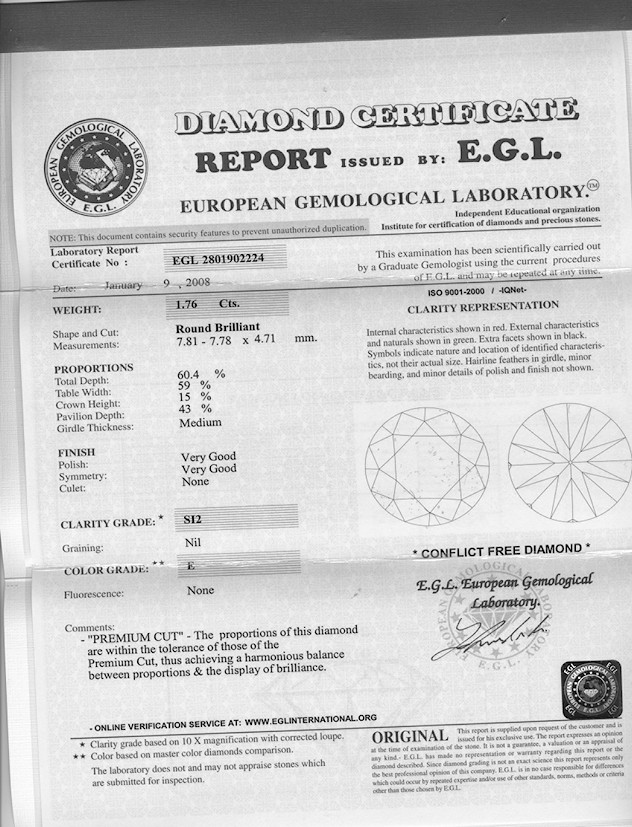 DIAMOND CERTIFICATE
REPORT ISSUED BY: E.G.L.
EUROPEAN GEMOLOGICAL LABORATORY.™
EUROPEAN GEMOLOGICAL LABORATORY
E.G.L.
Independent Educational organization
Institute for certification of diamonds and precious stones.
NOTE: This document contains security features to prevent unauthorized duplication.
Laboratory Report
Certificate No : EGL 2801902224
Date: January 9 , 2008
WEIGHT: 1.76 Cts.
Shape and Cut: Round Brilliant
Measurements: 7.81 - 7.78 x 4.71 mm.
PROPORTIONS
Total Depth: 60.4 %
Table Width: 59 %
Crown Height: 15 %
Pavilion Depth: 43 %
Girdle Thickness: Medium
FINISH
Polish: Very Good
Symmetry: Very Good
Culet: None
CLARITY GRADE: * SI2
Graining: Nil
COLOR GRADE: ** E
Fluorescence: None
Comments:
- "PREMIUM CUT" - The proportions of this diamond
are within the tolerance of those of the
Premium Cut, thus achieving a harmonious balance
between proportions & the display of brilliance.
This examination has been scientifically carried out
by a Graduate Gemologist using the current procedures
of E.G.L. and may be repeated at any time.
ISO 9001-2000 / -IQNet-
CLARITY REPRESENTATION
Internal characteristics shown in red. External characteristics
and naturals shown in green. Extra facets shown in black.
Symbols indicate nature and location of identified characteris-
tics, not their actual size. Hairline feathers in girdle, minor
bearding, and minor details of polish and finish not shown.
* CONFLICT FREE DIAMOND *
E.G.L. European Gemological
Laboratory.
EUROPEAN GEMOLOGICAL LABORATORY
E.G.L.
- ONLINE VERIFICATION SERVICE AT: WWW.EGLINTERNATIONAL.ORG
* Clarity grade based on 10 X magnification with corrected loupe.
** Color based on master color diamonds comparison.
The laboratory does not and may not appraise stones which
are submitted for inspection.
EGL EGL
ORIGINAL This report is supplied upon request of the customer and is
issued for his exclusive use. The report expresses an opinion
at the time of examination of the stone. It is not a guarantee, a valuation or an appraisal of
any kind.- E.G.L. has made no representation or warranty regarding this report or the
diamond described. Since diamond grading is not an exact science this report represents only
the best professional opinion of this company. E.G.L. is in no case responsible for differences
which could occur by repeated expertise and/or use of other standards, norms, methods or criteria
other than those chosen by E.G.L.